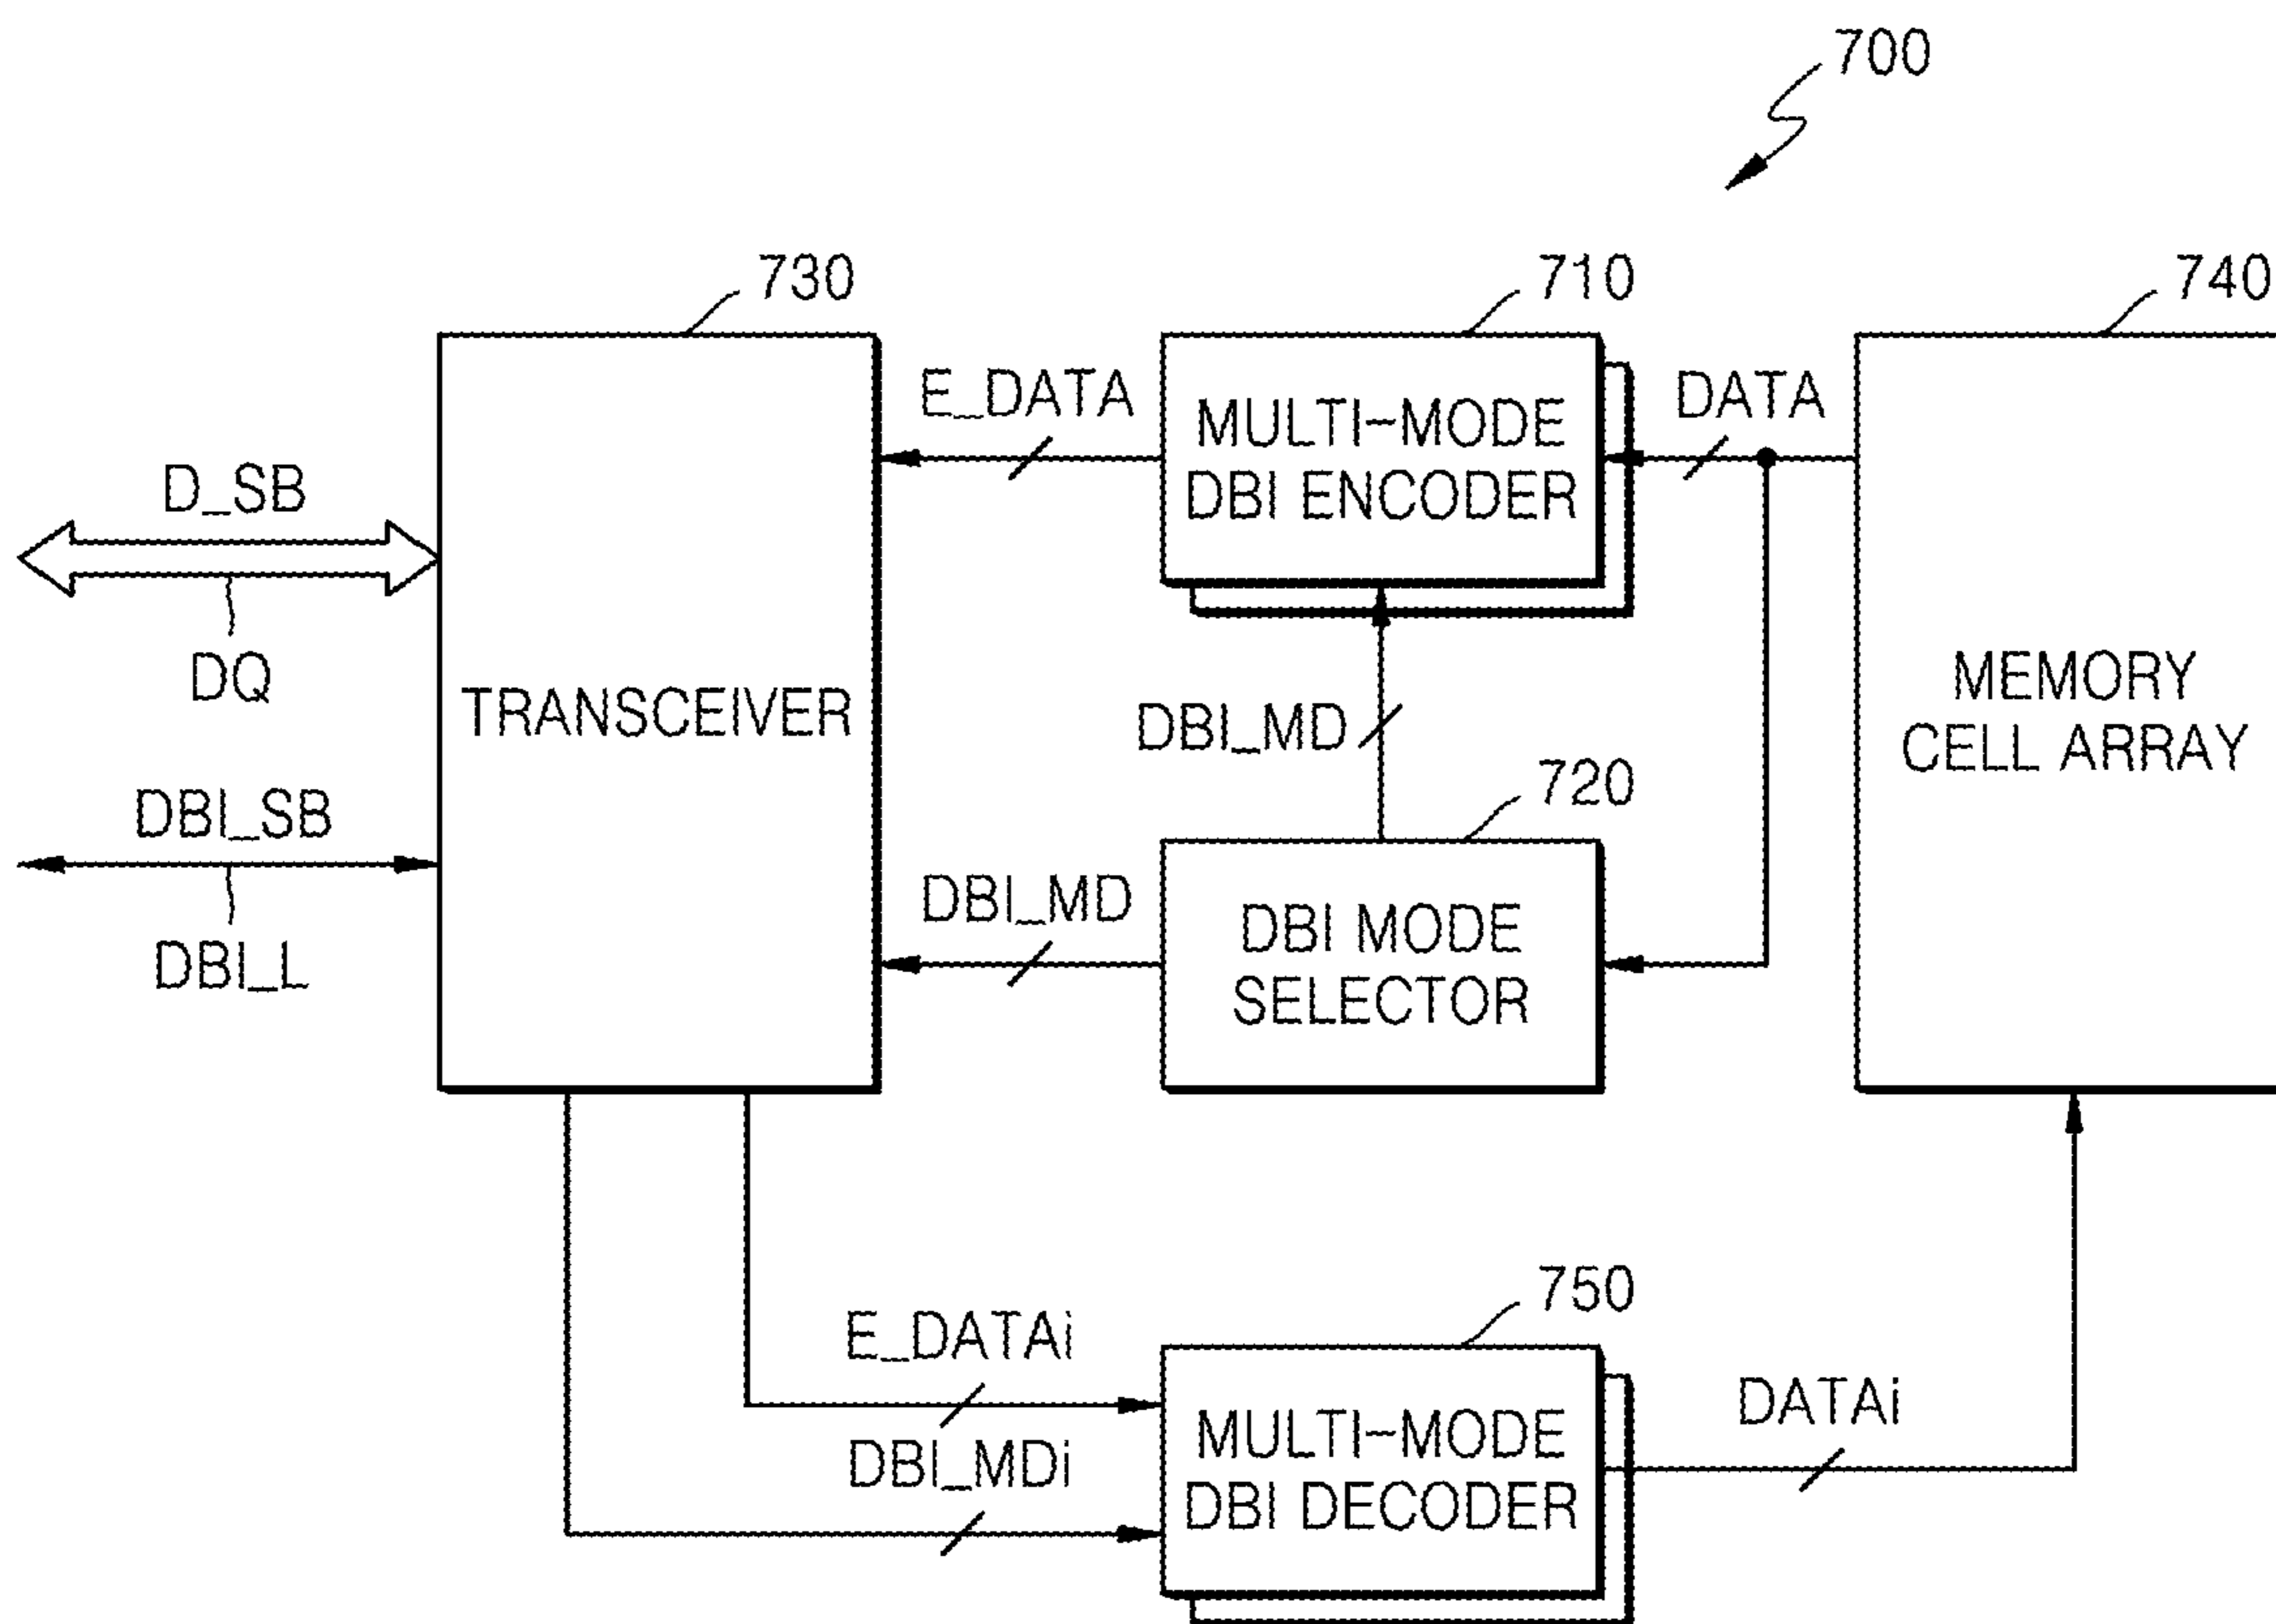 700
730
710
740
E_DATA
DATA
MULTI-MODE
DBI ENCODER
D_SB
DQ
TRANSCEIVER
MEMORY
CELL ARRAY
DBI_MD
720
DBI_SB
DBI_L
DBI_MD
DBI MODE
SELECTOR
750
E_DATAi
DBI_MDi
MULTI-MODE
DBI DECODER
DATAi